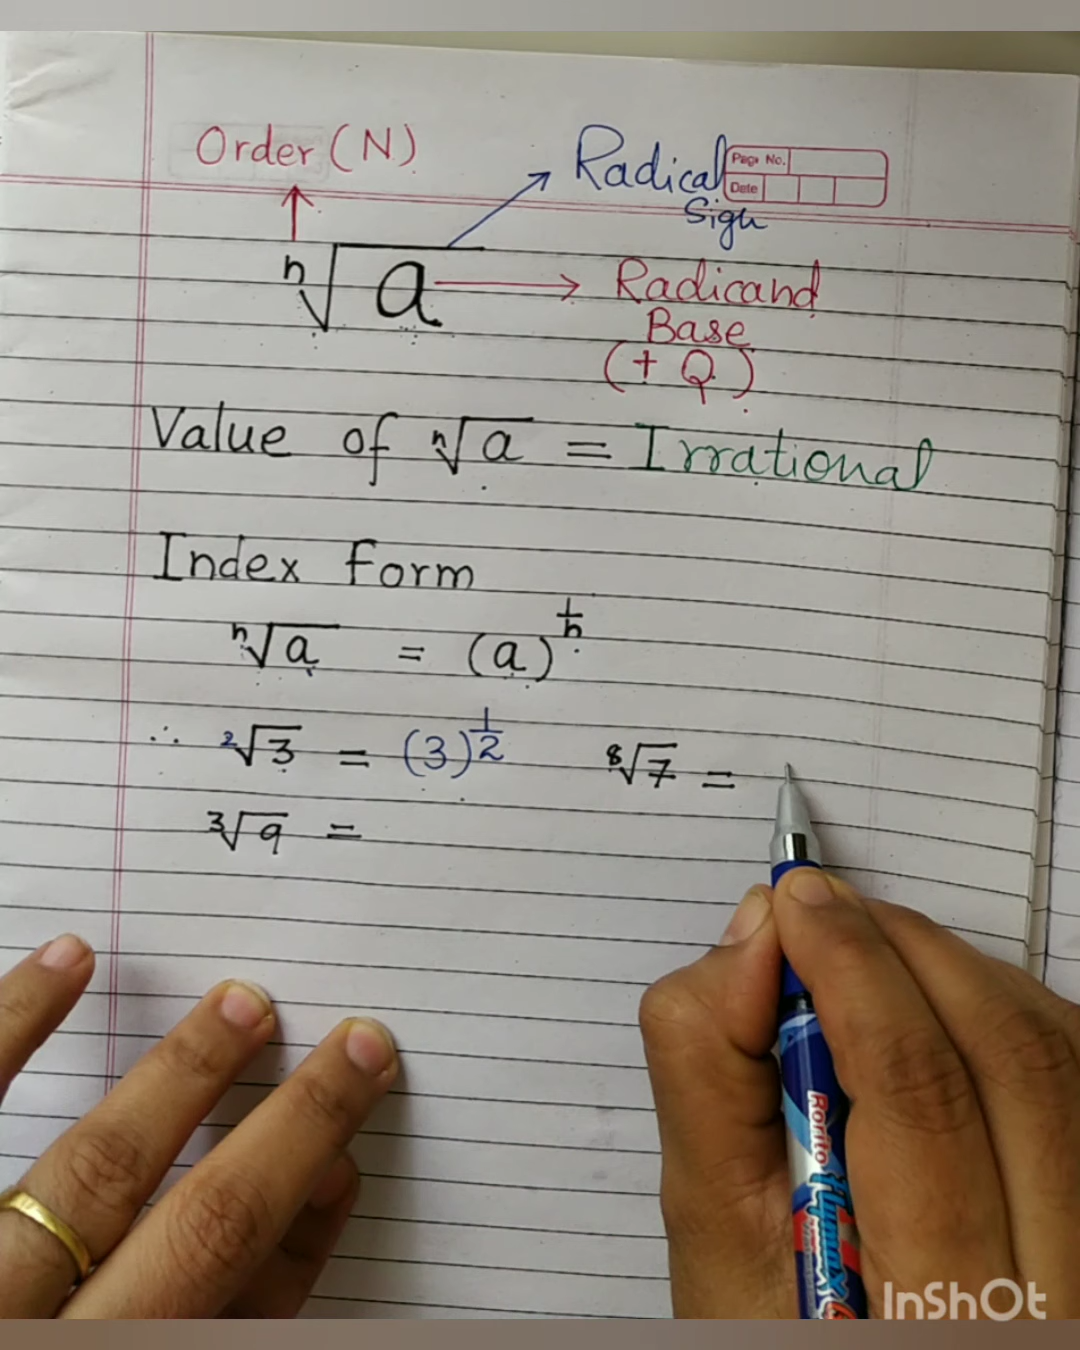 Order (N)
Radical
Sign
Page No.
Date
ⁿ√a → Radicand
Base
(+ Q)
Value of ⁿ√a = Irrational
Index form
ⁿ√a = (a)^1/n
∴ ²√3 = (3)^1/2 ⁸√7 =
³√9 =
Rorito
InShOt